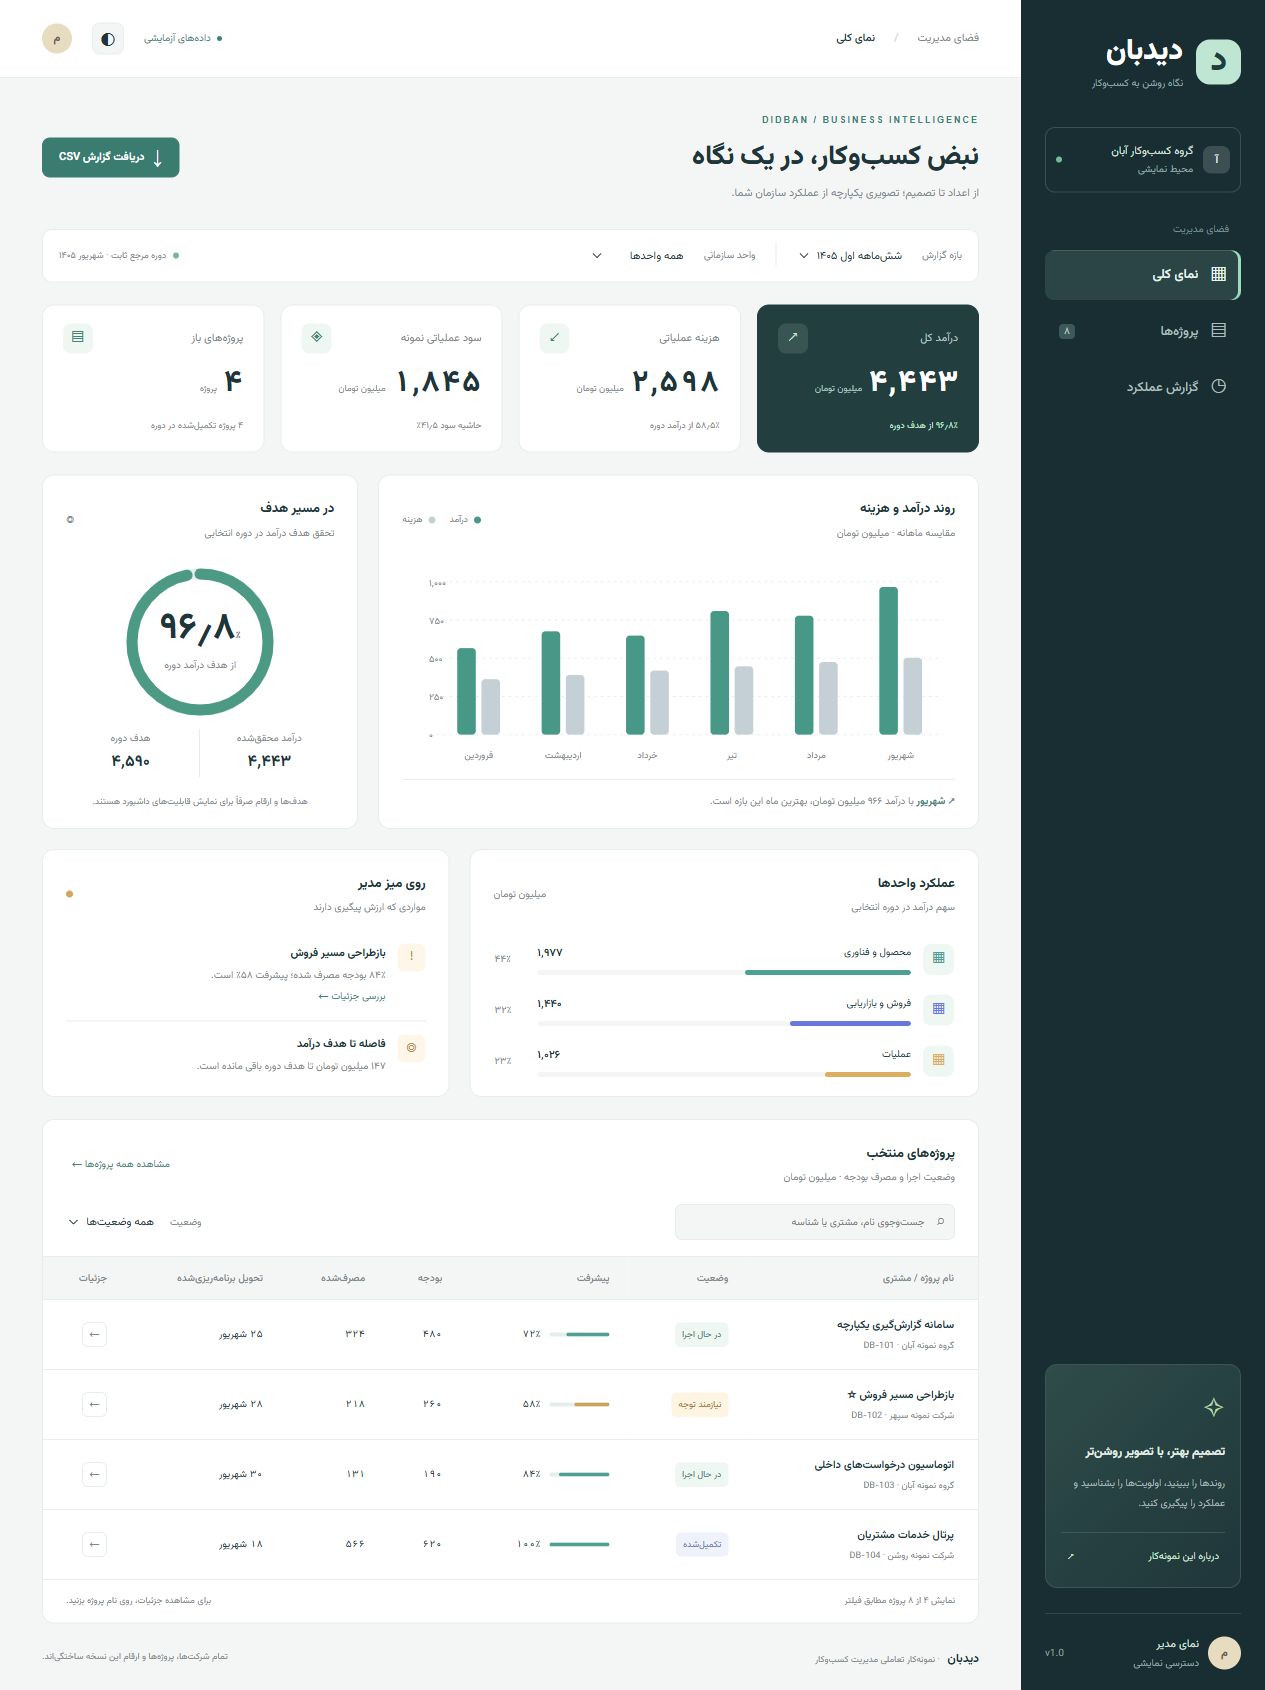 د
دیدبان
نگاه روشن به کسب‌وکار
آ
گروه کسب‌وکار آبان
محیط نمایشی
فضای مدیریت
نمای کلی
پروژه‌ها
۸
گزارش عملکرد
تصمیم بهتر، با تصویر روشن‌تر
روندها را ببینید، اولویت‌ها را بشناسید و
عملکرد را پیگیری کنید.
درباره این نمونه‌کار ↗
م
نمای مدیر
دسترسی نمایشی
v1.0
فضای مدیریت / نمای کلی
داده‌های آزمایشی
م
DIDBAN / BUSINESS INTELLIGENCE
نبض کسب‌وکار، در یک نگاه
از اعداد تا تصمیم؛ تصویری یکپارچه از عملکرد سازمان شما.
↓ دریافت گزارش CSV
بازه گزارش شش‌ماهه اول ۱۴۰۵
واحد سازمانی همه واحدها
دوره مرجع ثابت · شهریور ۱۴۰۵
درآمد کل
۴,۴۴۳ میلیون تومان
۹۶٫۸٪ از هدف دوره
هزینه عملیاتی
۲,۵۹۸ میلیون تومان
۵۸٫۵٪ از درآمد دوره
سود عملیاتی نمونه
۱,۸۴۵ میلیون تومان
حاشیه سود ۴۱٫۵٪
پروژه‌های باز
۴ پروژه
۴ پروژه تکمیل‌شده در دوره
روند درآمد و هزینه
مقایسه ماهانه · میلیون تومان
درآمد
هزینه
۱,۰۰۰
۷۵۰
۵۰۰
۲۵۰
۰
فروردین
اردیبهشت
خرداد
تیر
مرداد
شهریور
↗ شهریور با درآمد ۹۶۶ میلیون تومان، بهترین ماه این بازه است.
در مسیر هدف
تحقق هدف درآمد در دوره انتخابی
۹۶٫۸٪
از هدف درآمد دوره
درآمد محقق‌شده
۴,۴۴۳
هدف دوره
۴,۵۹۰
هدف‌ها و ارقام صرفاً برای نمایش قابلیت‌های داشبورد هستند.
عملکرد واحدها
سهم درآمد در دوره انتخابی
میلیون تومان
محصول و فناوری ۱,۹۷۷ ۴۴٪
فروش و بازاریابی ۱,۴۴۰ ۳۲٪
عملیات ۱,۰۲۶ ۲۳٪
روی میز مدیر
مواردی که ارزش پیگیری دارند
!
بازطراحی مسیر فروش
۸۴٪ بودجه مصرف شده؛ پیشرفت ۵۸٪ است.
بررسی جزئیات ←
فاصله تا هدف درآمد
۱۴۷ میلیون تومان تا هدف دوره باقی مانده است.
پروژه‌های منتخب
وضعیت اجرا و مصرف بودجه · میلیون تومان
مشاهده همه پروژه‌ها ←
جست‌وجوی نام، مشتری یا شناسه
وضعیت همه وضعیت‌ها
نام پروژه / مشتری وضعیت پیشرفت بودجه مصرف‌شده تحویل برنامه‌ریزی‌شده جزئیات
سامانه گزارش‌گیری یکپارچه
گروه نمونه آبان · DB-101
در حال اجرا ۷۲٪ ۴۸۰ ۳۲۴ ۲۵ شهریور ←
بازطراحی مسیر فروش ☆
شرکت نمونه سپهر · DB-102
نیازمند توجه ۵۸٪ ۲۶۰ ۲۱۸ ۲۸ شهریور ←
اتوماسیون درخواست‌های داخلی
گروه نمونه آبان · DB-103
در حال اجرا ۸۴٪ ۱۹۰ ۱۳۱ ۳۰ شهریور ←
پرتال خدمات مشتریان
شرکت نمونه روشن · DB-104
تکمیل‌شده ۱۰۰٪ ۶۲۰ ۵۶۶ ۱۸ شهریور ←
نمایش ۴ از ۸ پروژه مطابق فیلتر
برای مشاهده جزئیات، روی نام پروژه بزنید.
دیدبان · نمونه‌کار تعاملی مدیریت کسب‌وکار
تمام شرکت‌ها، پروژه‌ها و ارقام این نسخه ساختگی‌اند.